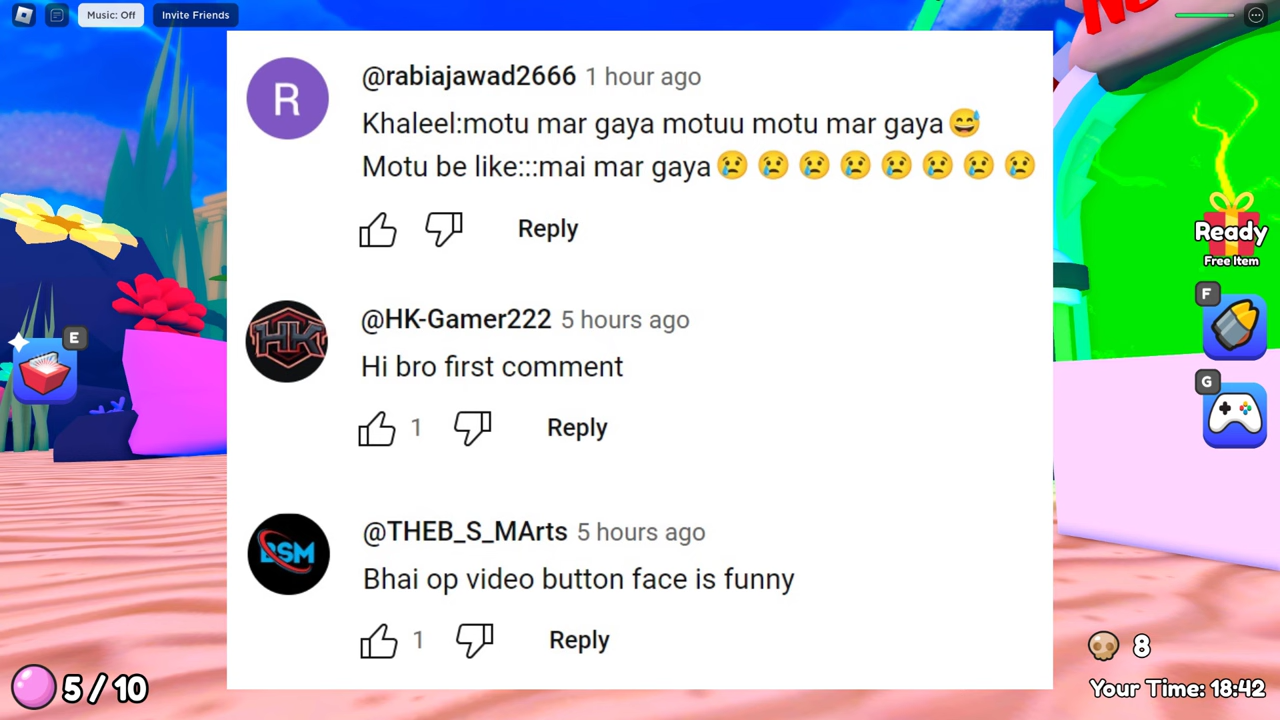 Music: Off
Invite Friends
NO
@rabiajawad2666 1 hour ago
R
Khaleel:motu mar gaya motuu motu mar gaya😅
Motu be like:::mai mar gaya😢😢😢😢😢😢😢😢
Reply
Ready
Free Item
F
@HK-Gamer222 5 hours ago
HK
Hi bro first comment
E
G
1 Reply
@THEB_S_MArts 5 hours ago
BSM
Bhai op video button face is funny
1 Reply
8
5/10
Your Time: 18:42